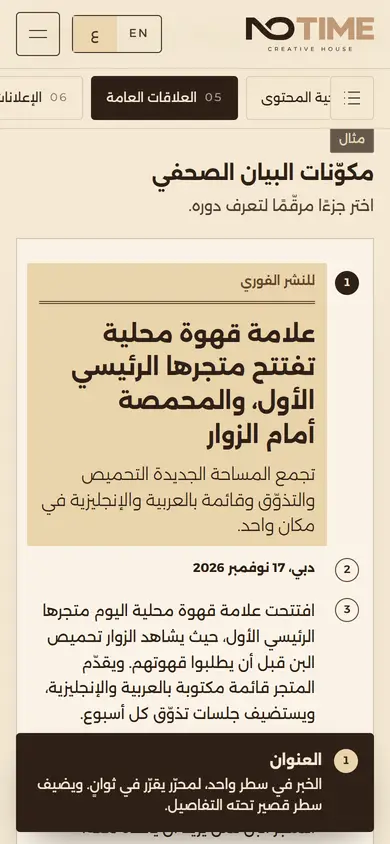 NOTIME
CREATIVE HOUSE
EN
ع
المحتوى
05 العلاقات العامة
06
مثال
مكوّنات البيان الصحفي
اختر جزءًا مرقّمًا لتعرف دوره.
1
للنشر الفوري
علامة قهوة محلية
تفتتح متجرها الرئيسي
الأول، والمحمصة
أمام الزوار
تجمع المساحة الجديدة التحميص
والتذوّق وقائمة بالعربية والإنجليزية في
مكان واحد.
2
دبي، 17 نوفمبر 2026
3
افتتحت علامة قهوة محلية اليوم متجرها
الرئيسي الأول، حيث يشاهد الزوار تحميص
البن قبل أن يطلبوا قهوتهم. ويقدّم
المتجر قائمة مكتوبة بالعربية والإنجليزية،
ويستضيف جلسات تذوّق كل أسبوع.
1
العنوان
الخبر في سطر واحد، لمحرّر يقرّر في ثوانٍ. ويضيف
سطر قصير تحته التفاصيل.